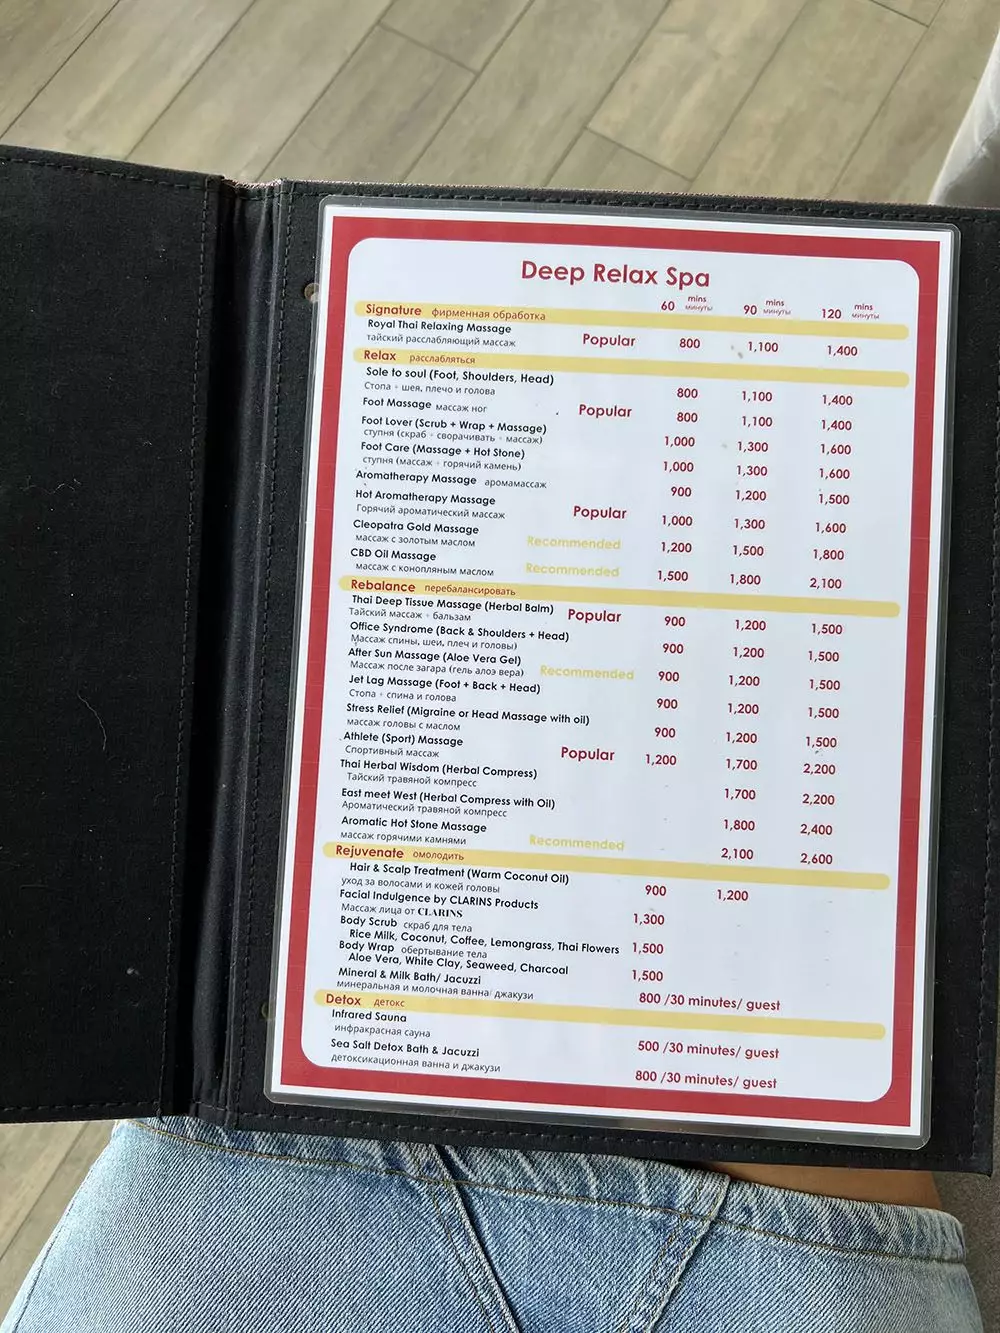 Deep Relax Spa
60 mins минуты 90 mins минуты 120 mins минуты
Signature фирменная обработка
Royal Thai Relaxing Massage
тайский расслабляющий массаж Popular 800 1,100 1,400
Relax расслабляться
Sole to soul (Foot, Shoulders, Head)
Стопа + шея, плечо и голова 800 1,100 1,400
Foot Massage массаж ног Popular 800 1,100 1,400
Foot Lover (Scrub + Wrap + Massage)
ступня (скраб + сворачивать + массаж) 1,000 1,300 1,600
Foot Care (Massage + Hot Stone)
ступня (массаж + горячий камень) 1,000 1,300 1,600
Aromatherapy Massage аромамассаж 900 1,200 1,500
Hot Aromatherapy Massage
Горячий ароматический массаж Popular 1,000 1,300 1,600
Cleopatra Gold Massage
массаж с золотым маслом Recommended 1,200 1,500 1,800
CBD Oil Massage
массаж с конопляным маслом Recommended 1,500 1,800 2,100
Rebalance перебалансировать
Thai Deep Tissue Massage (Herbal Balm)
Тайский массаж + бальзам Popular 900 1,200 1,500
Office Syndrome (Back & Shoulders + Head)
Массаж спины, шеи, плеч и головы) 900 1,200 1,500
After Sun Massage (Aloe Vera Gel)
Массаж после загара (гель алоэ вера) Recommended 900 1,200 1,500
Jet Lag Massage (Foot + Back + Head)
Стопа + спина и голова 900 1,200 1,500
Stress Relief (Migraine or Head Massage with oil)
массаж головы с маслом 900 1,200 1,500
Athlete (Sport) Massage
Спортивный массаж Popular 1,200 1,700 2,200
Thai Herbal Wisdom (Herbal Compress)
Тайский травяной компресс 1,700 2,200
East meet West (Herbal Compress with Oil)
Ароматический травяной компресс 1,800 2,400
Aromatic Hot Stone Massage
массаж горячими камнями Recommended 2,100 2,600
Rejuvenate омолодить
Hair & Scalp Treatment (Warm Coconut Oil)
уход за волосами и кожей головы 900 1,200
Facial Indulgence by CLARINS Products
Массаж лица от CLARINS 1,300
Body Scrub скраб для тела
Rice Milk, Coconut, Coffee, Lemongrass, Thai Flowers 1,500
Body Wrap обертывание тела
Aloe Vera, White Clay, Seaweed, Charcoal 1,500
Mineral & Milk Bath/ Jacuzzi
минеральная и молочная ванна/ джакузи 800 /30 minutes/ guest
Detox детокс
Infrared Sauna
инфракрасная сауна 500 /30 minutes/ guest
Sea Salt Detox Bath & Jacuzzi
детоксикационная ванна и джакузи 800 /30 minutes/ guest